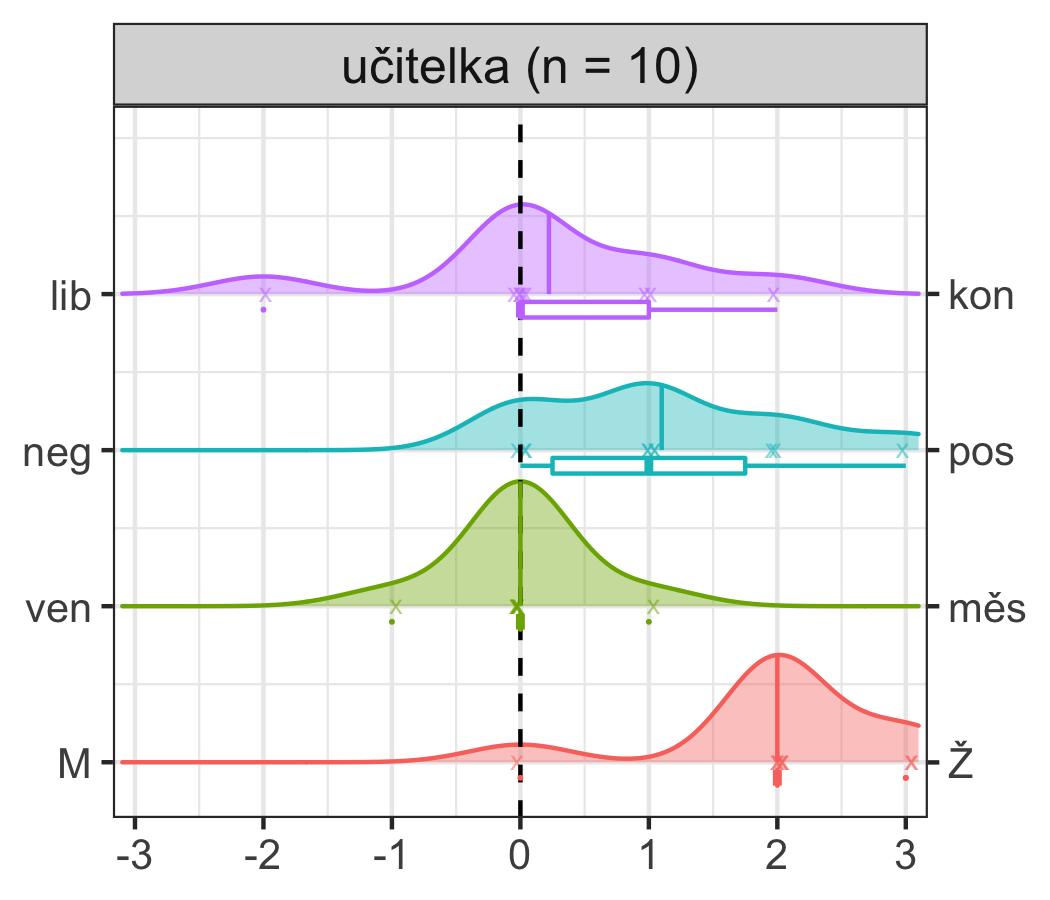 učitelka (n = 10)
lib kon
neg pos
ven měs
M Ž
-3 -2 -1 0 1 2 3